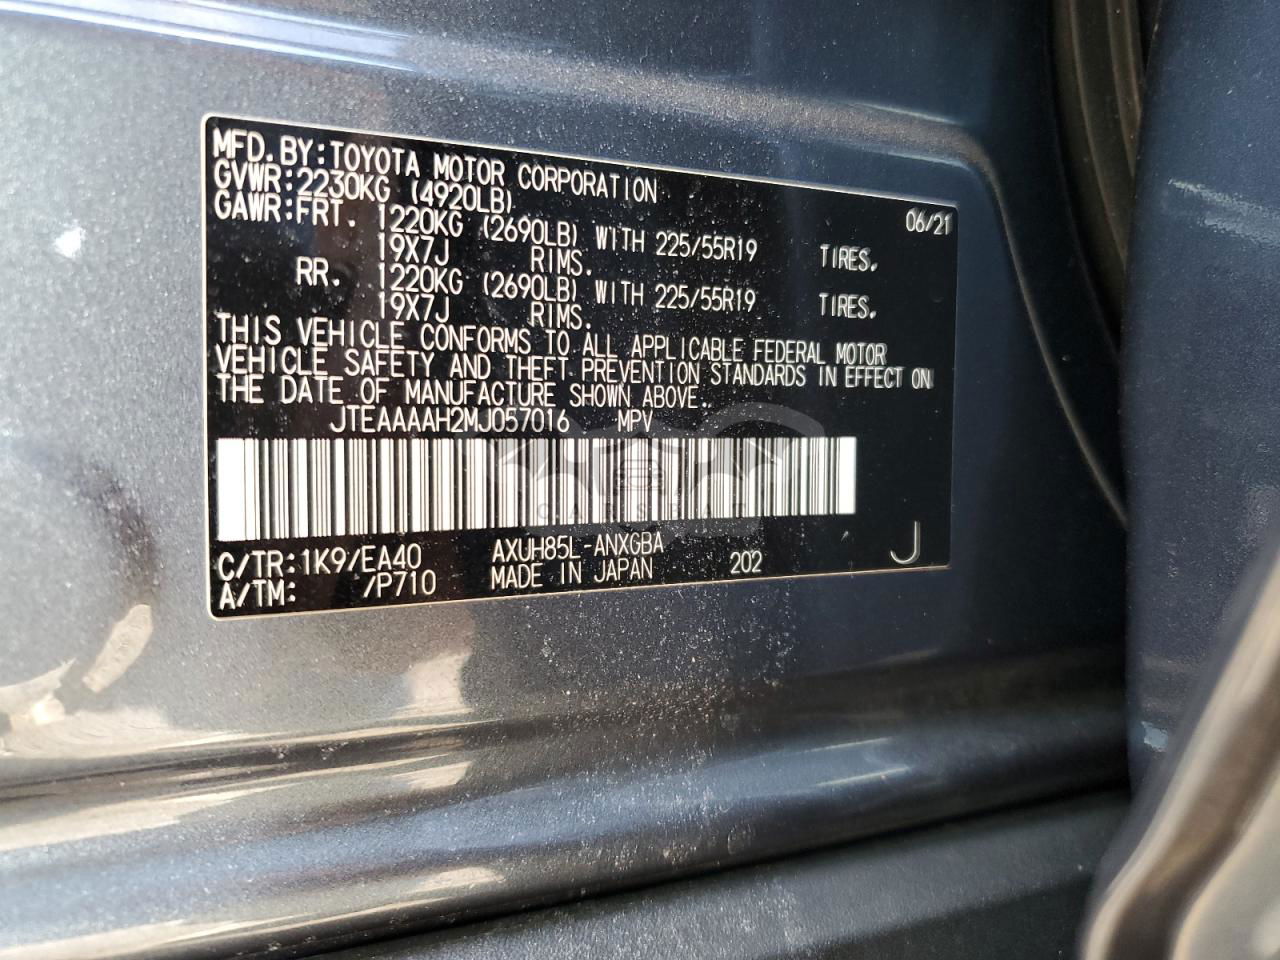 MFD.BY:TOYOTA MOTOR CORPORATION 06/21
GVWR:2230KG (4920LB)
GAWR:FRT. 1220KG (2690LB) WITH 225/55R19 TIRES,
19X7J RIMS.
RR. 1220KG (2690LB) WITH 225/55R19 TIRES,
19X7J RIMS.
THIS VEHICLE CONFORMS TO ALL APPLICABLE FEDERAL MOTOR
VEHICLE SAFETY AND THEFT PREVENTION STANDARDS IN EFFECT ON
THE DATE OF MANUFACTURE SHOWN ABOVE.
JTEAAAAH2MJ057016 MPV
C/TR:1K9/EA40 AXUH85L-ANXGBA
A/TM: /P710 MADE IN JAPAN 202 J